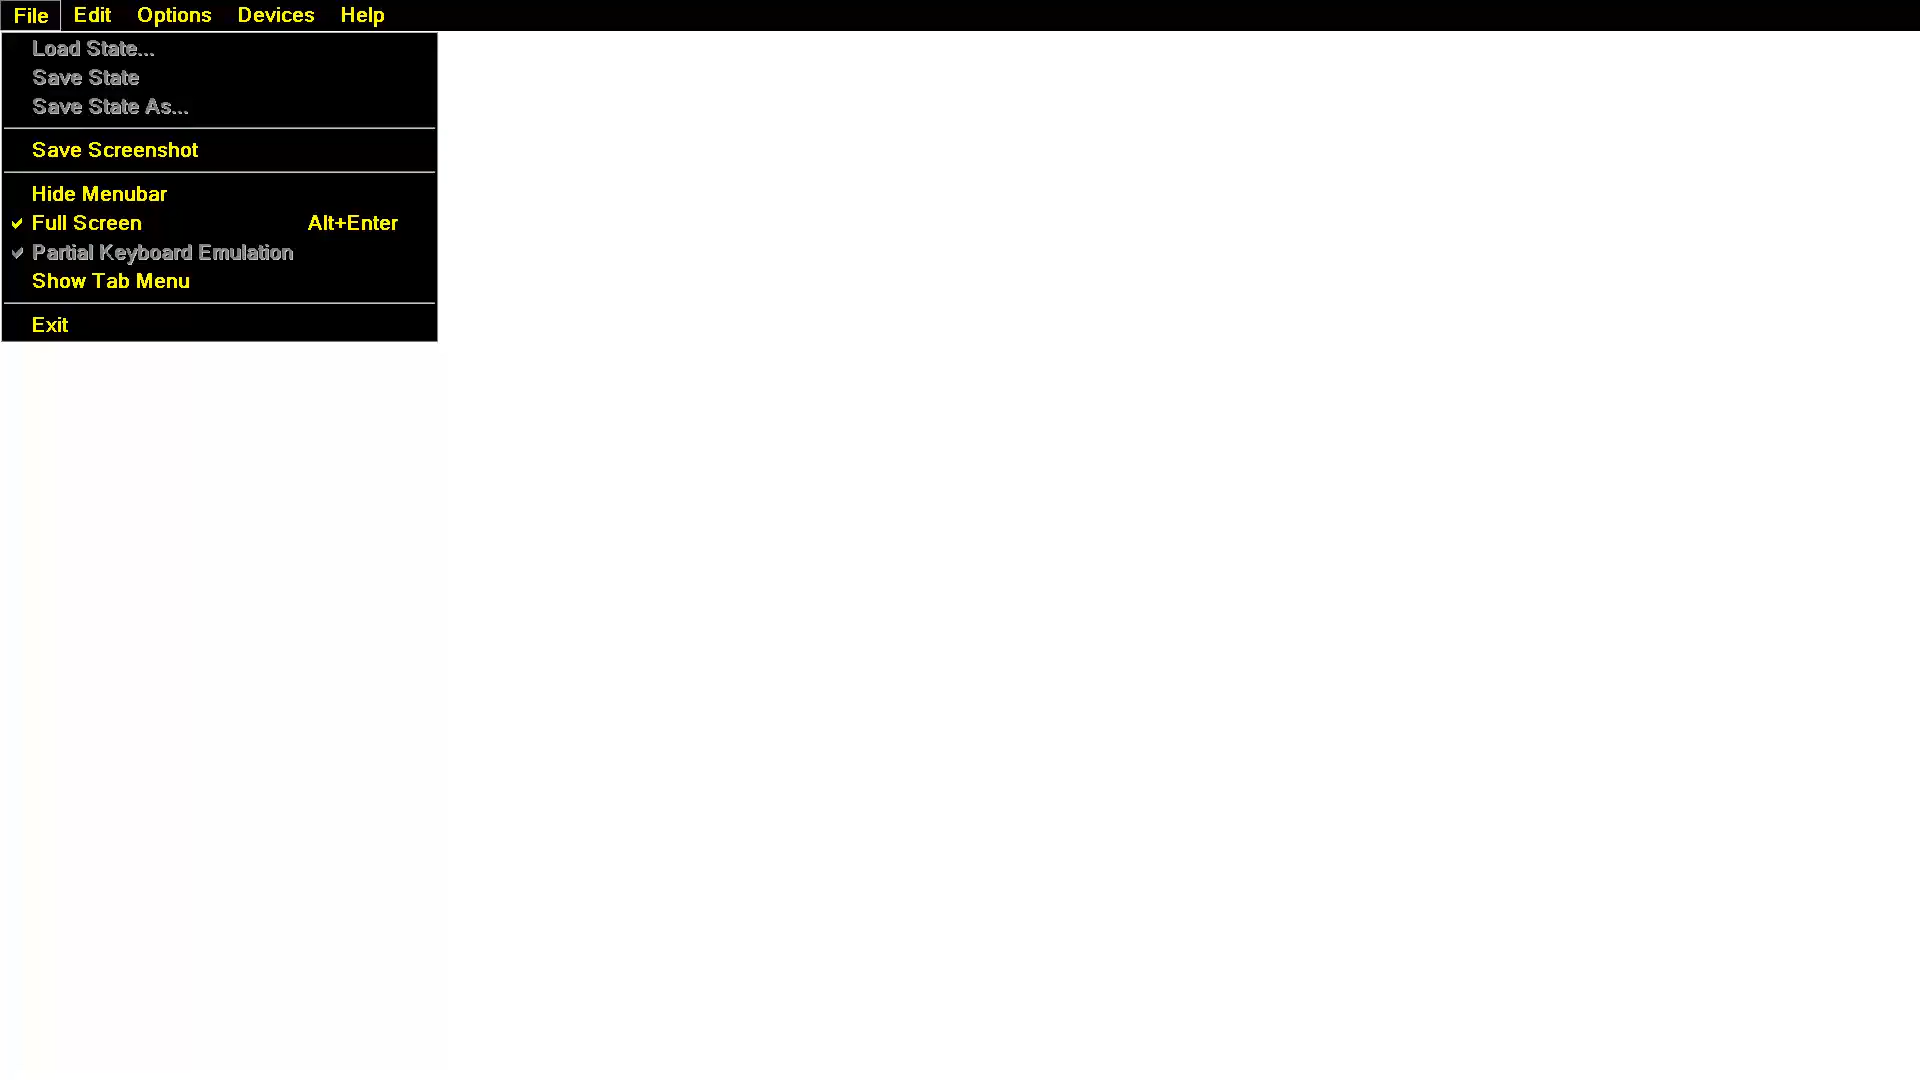 File Edit Options Devices Help
Load State...
Save State
Save State As...
Save Screenshot
Hide Menubar
Full Screen Alt+Enter
Partial Keyboard Emulation
Show Tab Menu
Exit